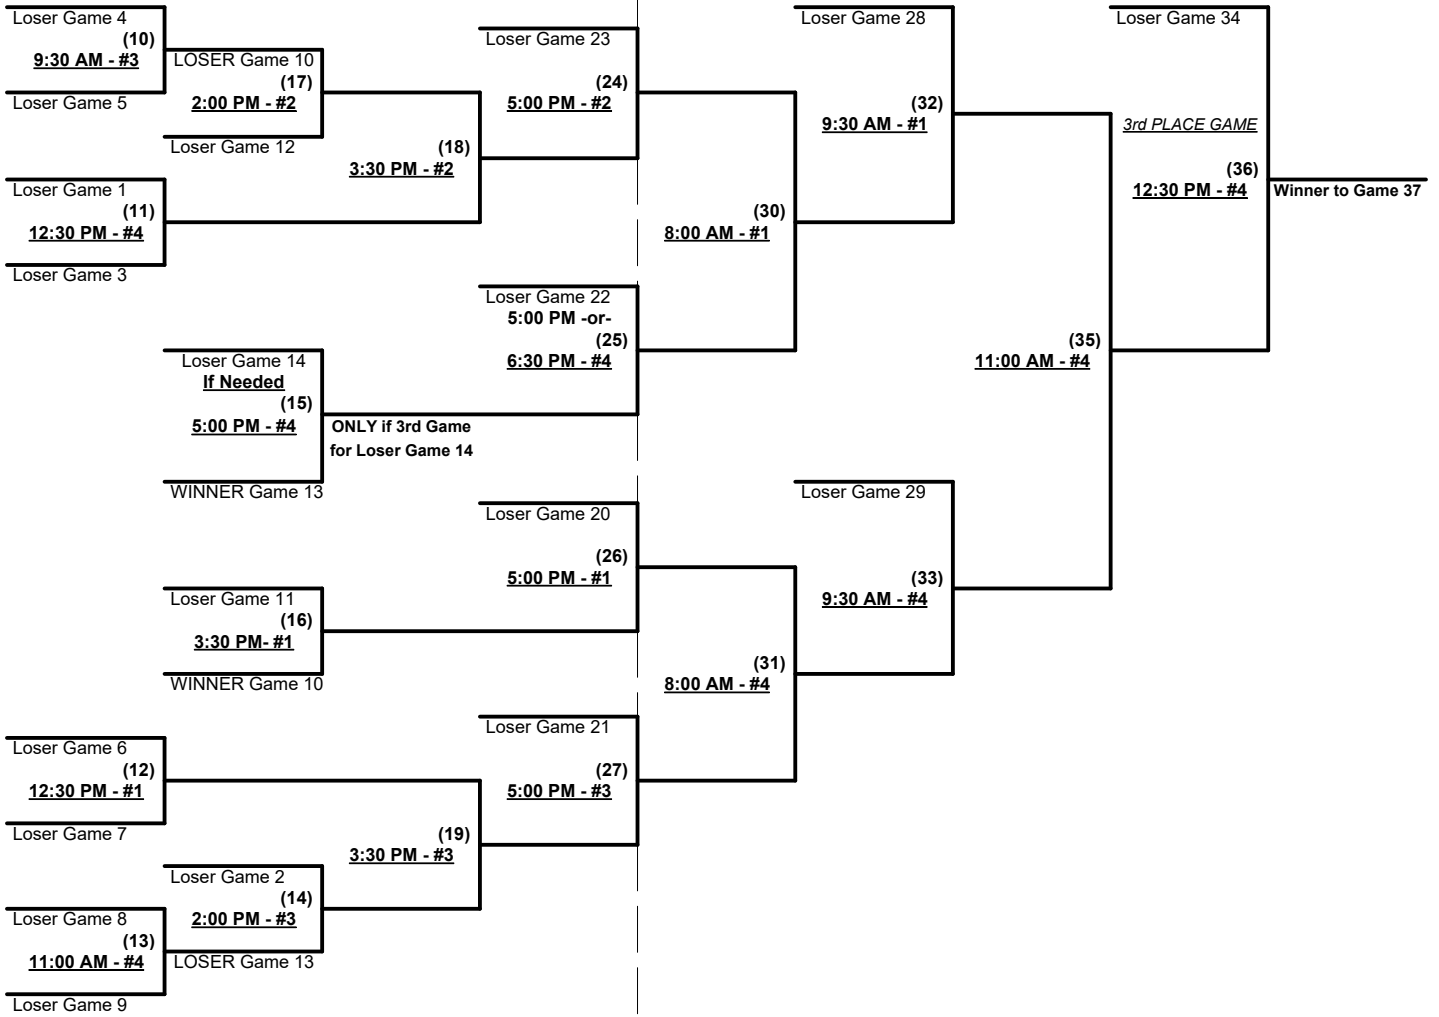 Loser Game 4
(10)
9:30 AM - #3
Loser Game 5
LOSER Game 10
(17)
2:00 PM - #2
Loser Game 12
Loser Game 1
(11)
12:30 PM - #4
Loser Game 3
(18)
3:30 PM - #2
Loser Game 23
(24)
5:00 PM - #2
Loser Game 22
5:00 PM -or-
(25)
6:30 PM - #4
Loser Game 14
If Needed
(15)
5:00 PM - #4
ONLY if 3rd Game
for Loser Game 14
WINNER Game 13
(30)
8:00 AM - #1
Loser Game 28
(32)
9:30 AM - #1
Loser Game 34
3rd PLACE GAME
(36)
12:30 PM - #4
Winner to Game 37
(35)
11:00 AM - #4
Loser Game 20
(26)
5:00 PM - #1
Loser Game 11
(16)
3:30 PM- #1
WINNER Game 10
Loser Game 29
(33)
9:30 AM - #4
(31)
8:00 AM - #4
Loser Game 21
(27)
5:00 PM - #3
Loser Game 6
(12)
12:30 PM - #1
Loser Game 7
(19)
3:30 PM - #3
Loser Game 2
(14)
2:00 PM - #3
LOSER Game 13
Loser Game 8
(13)
11:00 AM - #4
Loser Game 9